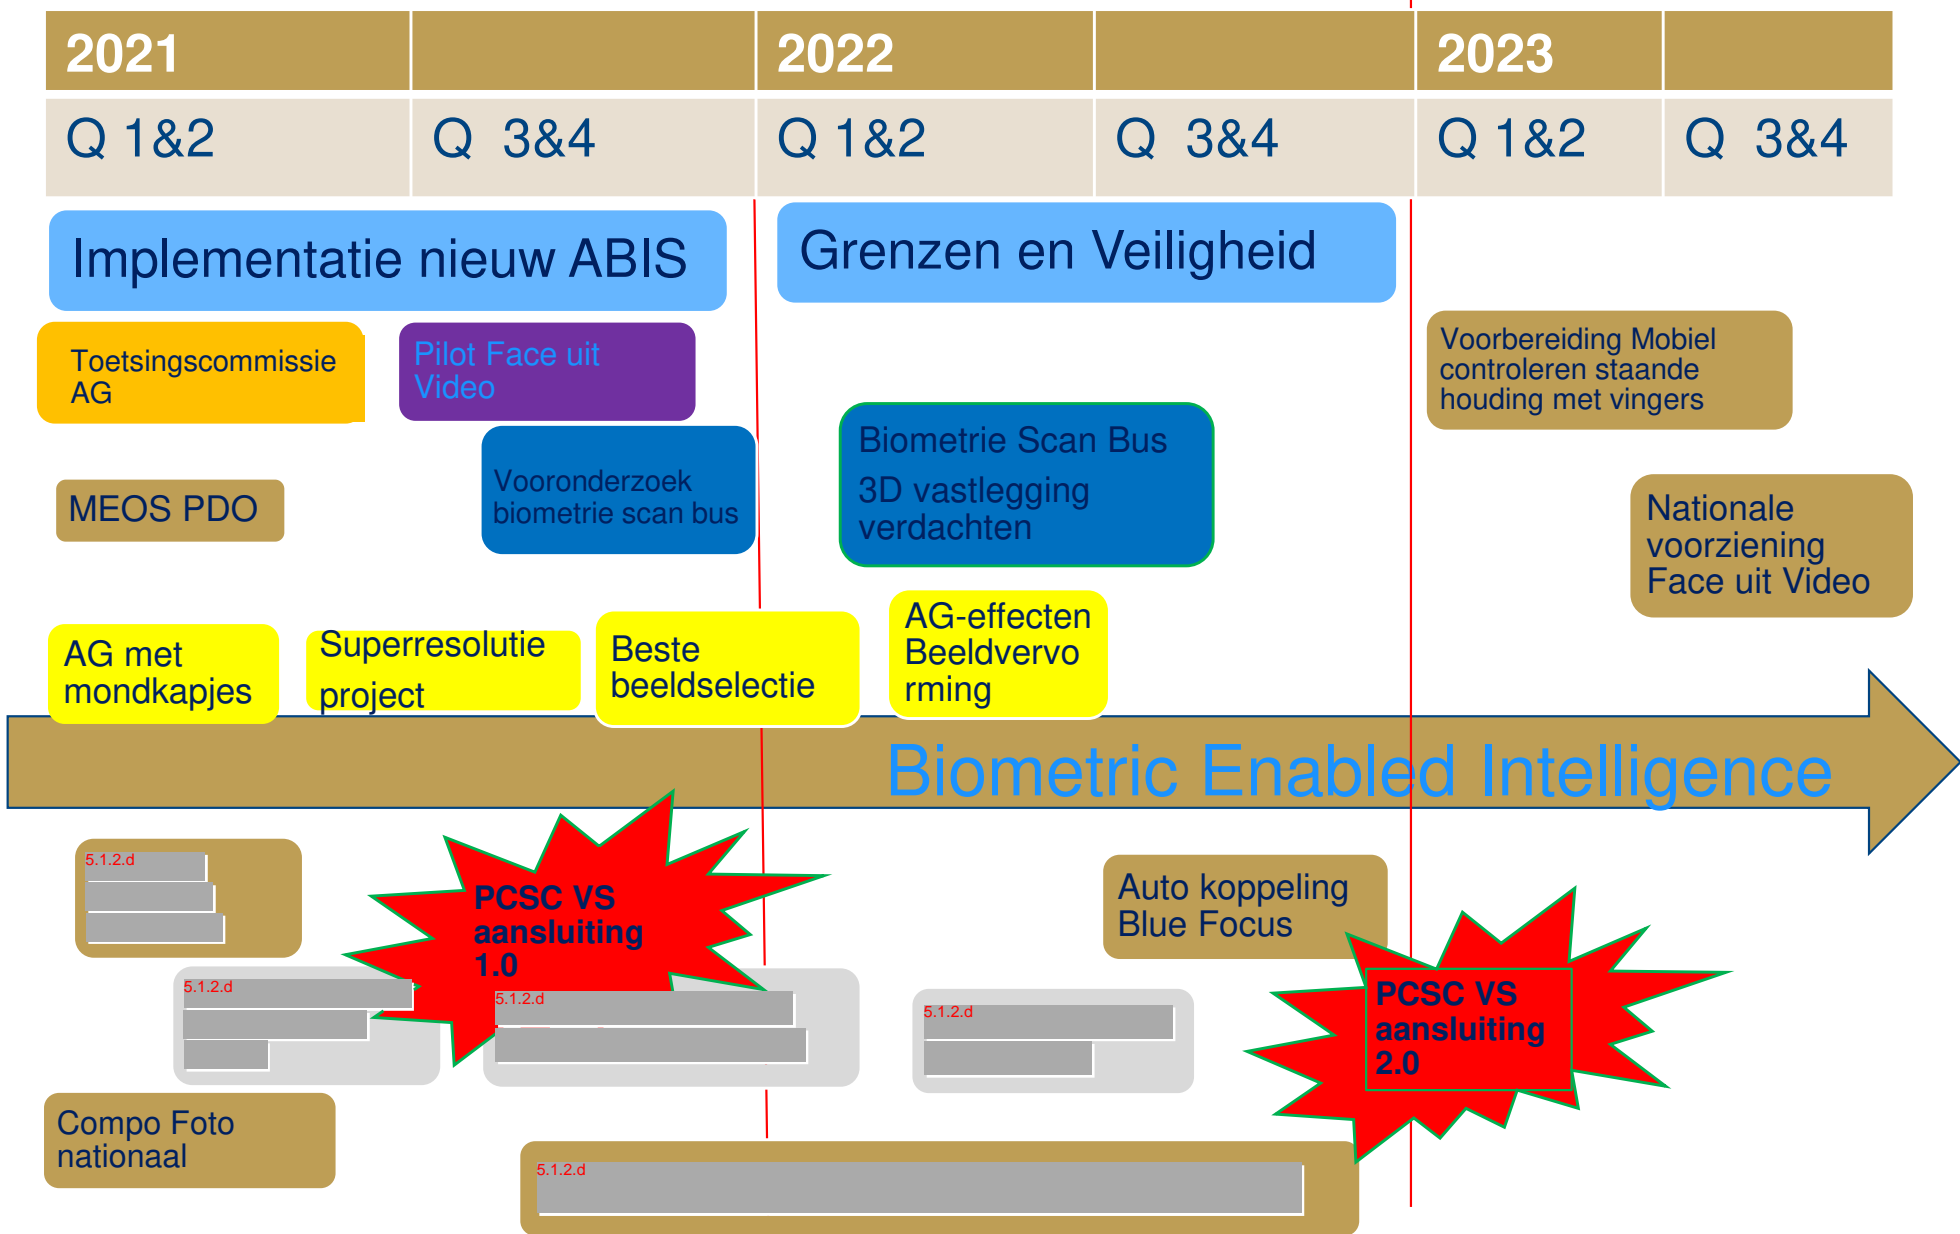 2021
2022
2023
Q 1&2
Q 3&4
Q 1&2
Q 3&4
Q 1&2
Q 3&4
Implementatie nieuw ABIS
Grenzen en Veiligheid
Toetsingscommissie
AG
Pilot Face uit
Video
Voorbereiding Mobiel
controleren staande
houding met vingers
MEOS PDO
Vooronderzoek
biometrie scan bus
Biometrie Scan Bus
3D vastlegging
verdachten
Nationale
voorziening
Face uit Video
AG met
mondkapjes
Superresolutie
project
Beste
beeldselectie
AG-effecten
Beeldvervo
rming
Biometric Enabled Intelligence
5.1.2.d
PCSC VS
aansluiting
1.0
Auto koppeling
Blue Focus
5.1.2.d
5.1.2.d
5.1.2.d
PCSC VS
aansluiting
2.0
Compo Foto
nationaal
5.1.2.d